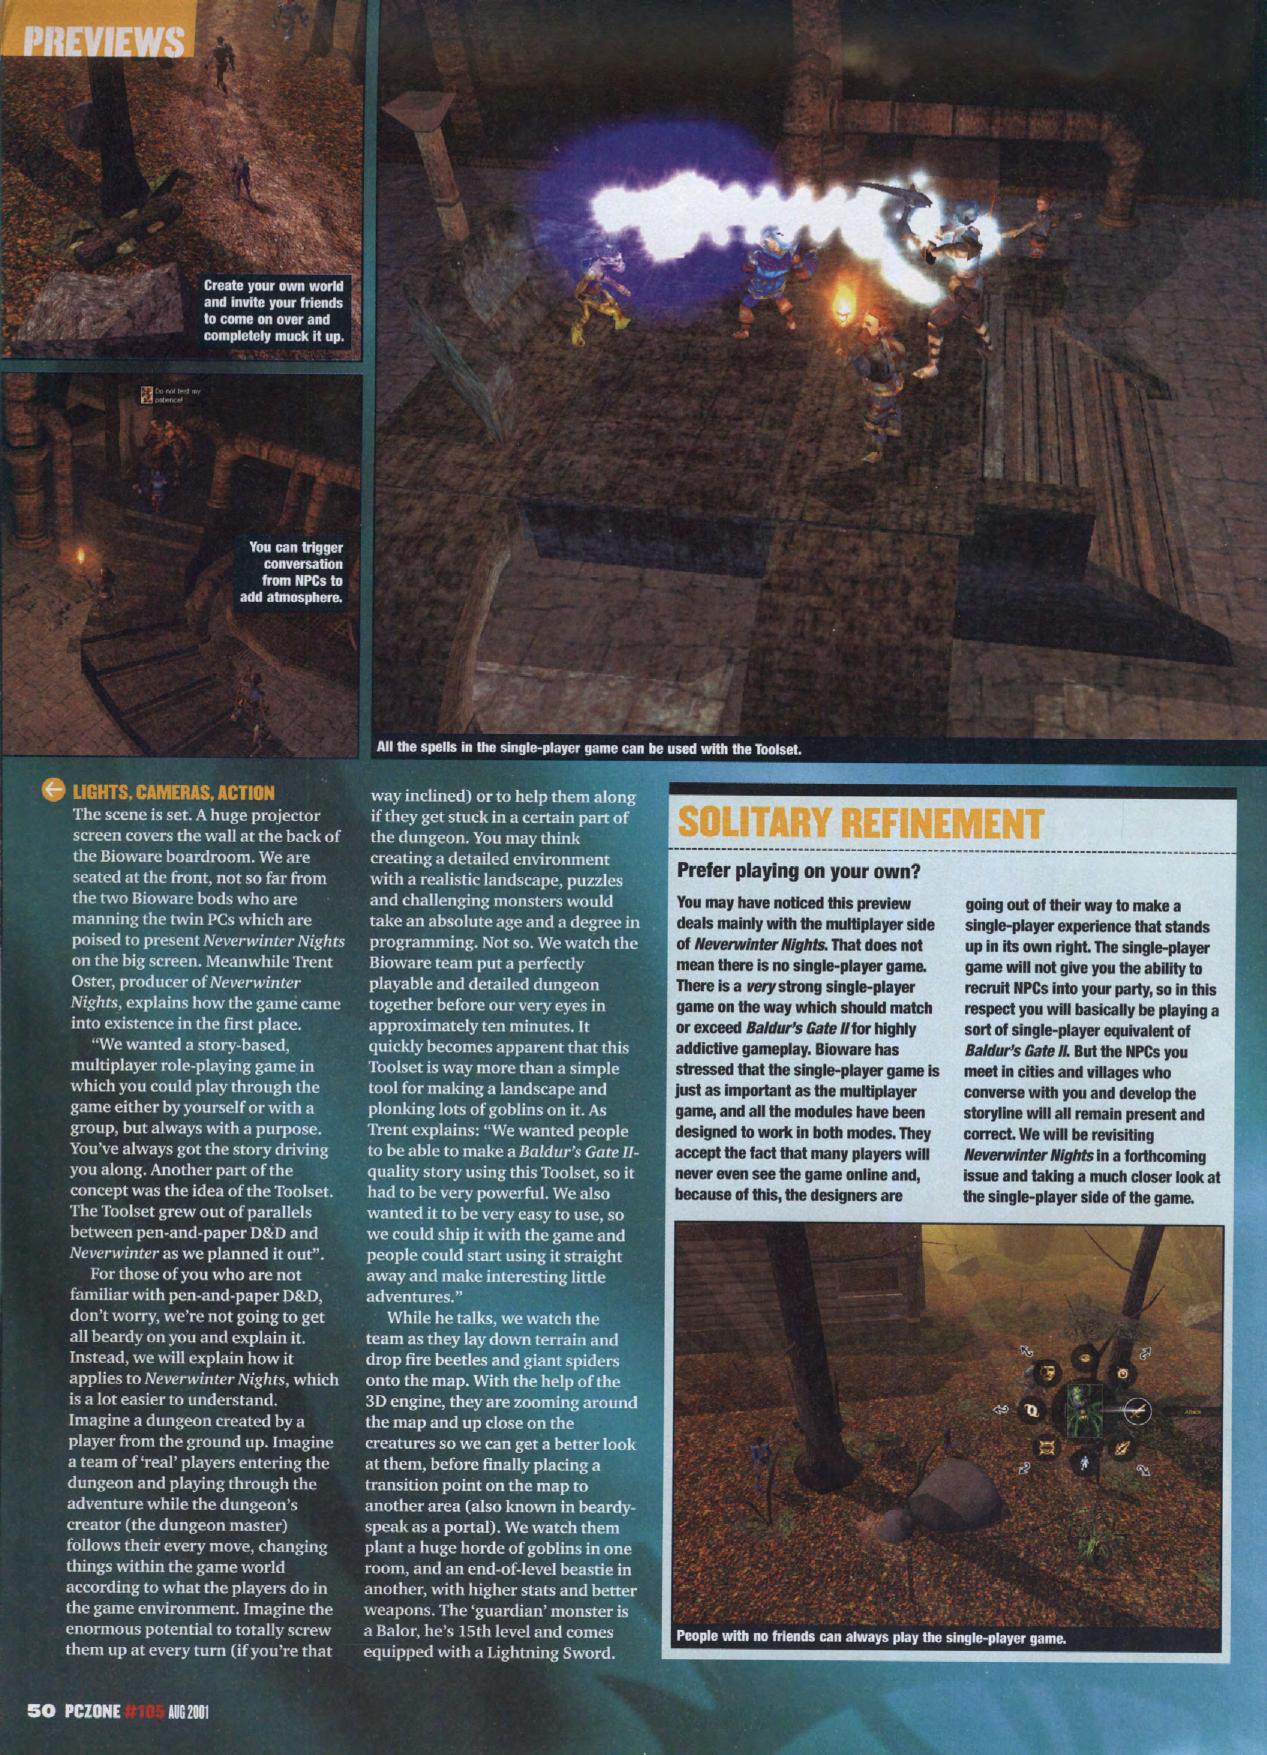 PREVIEWS
Create your own world
and invite your friends
to come on over and
completely muck it up.
Do not test my
patience!
You can trigger
conversation
from NPCs to
add atmosphere.
All the spells in the single-player game can be used with the Toolset.
LIGHTS, CAMERAS, ACTION
The scene is set. A huge projector
screen covers the wall at the back of
the Bioware boardroom. We are
seated at the front, not so far from
the two Bioware bods who are
manning the twin PCs which are
poised to present Neverwinter Nights
on the big screen. Meanwhile Trent
Oster, producer of Neverwinter
Nights, explains how the game came
into existence in the first place.
“We wanted a story-based,
multiplayer role-playing game in
which you could play through the
game either by yourself or with a
group, but always with a purpose.
You’ve always got the story driving
you along. Another part of the
concept was the idea of the Toolset.
The Toolset grew out of parallels
between pen-and-paper D&D and
Neverwinter as we planned it out”.
For those of you who are not
familiar with pen-and-paper D&D,
don’t worry, we’re not going to get
all beardy on you and explain it.
Instead, we will explain how it
applies to Neverwinter Nights, which
is a lot easier to understand.
Imagine a dungeon created by a
player from the ground up. Imagine
a team of ‘real’ players entering the
dungeon and playing through the
adventure while the dungeon’s
creator (the dungeon master)
follows their every move, changing
things within the game world
according to what the players do in
the game environment. Imagine the
enormous potential to totally screw
them up at every turn (if you’re that
way inclined) or to help them along
if they get stuck in a certain part of
the dungeon. You may think
creating a detailed environment
with a realistic landscape, puzzles
and challenging monsters would
take an absolute age and a degree in
programming. Not so. We watch the
Bioware team put a perfectly
playable and detailed dungeon
together before our very eyes in
approximately ten minutes. It
quickly becomes apparent that this
Toolset is way more than a simple
tool for making a landscape and
plonking lots of goblins on it. As
Trent explains: “We wanted people
to be able to make a Baldur’s Gate II-
quality story using this Toolset, so it
had to be very powerful. We also
wanted it to be very easy to use, so
we could ship it with the game and
people could start using it straight
away and make interesting little
adventures.”
While he talks, we watch the
team as they lay down terrain and
drop fire beetles and giant spiders
onto the map. With the help of the
3D engine, they are zooming around
the map and up close on the
creatures so we can get a better look
at them, before finally placing a
transition point on the map to
another area (also known in beardy-
speak as a portal). We watch them
plant a huge horde of goblins in one
room, and an end-of-level beastie in
another, with higher stats and better
weapons. The ‘guardian’ monster is
a Balor, he’s 15th level and comes
equipped with a Lightning Sword.
SOLITARY REFINEMENT
Prefer playing on your own?
You may have noticed this preview
deals mainly with the multiplayer side
of Neverwinter Nights. That does not
mean there is no single-player game.
There is a very strong single-player
game on the way which should match
or exceed Baldur’s Gate II for highly
addictive gameplay. Bioware has
stressed that the single-player game is
just as important as the multiplayer
game, and all the modules have been
designed to work in both modes. They
accept the fact that many players will
never even see the game online and,
because of this, the designers are
going out of their way to make a
single-player experience that stands
up in its own right. The single-player
game will not give you the ability to
recruit NPCs into your party, so in this
respect you will basically be playing a
sort of single-player equivalent of
Baldur’s Gate II. But the NPCs you
meet in cities and villages who
converse with you and develop the
storyline will all remain present and
correct. We will be revisiting
Neverwinter Nights in a forthcoming
issue and taking a much closer look at
the single-player side of the game.
People with no friends can always play the single-player game.
50 PCZONE #105 AUG 2001